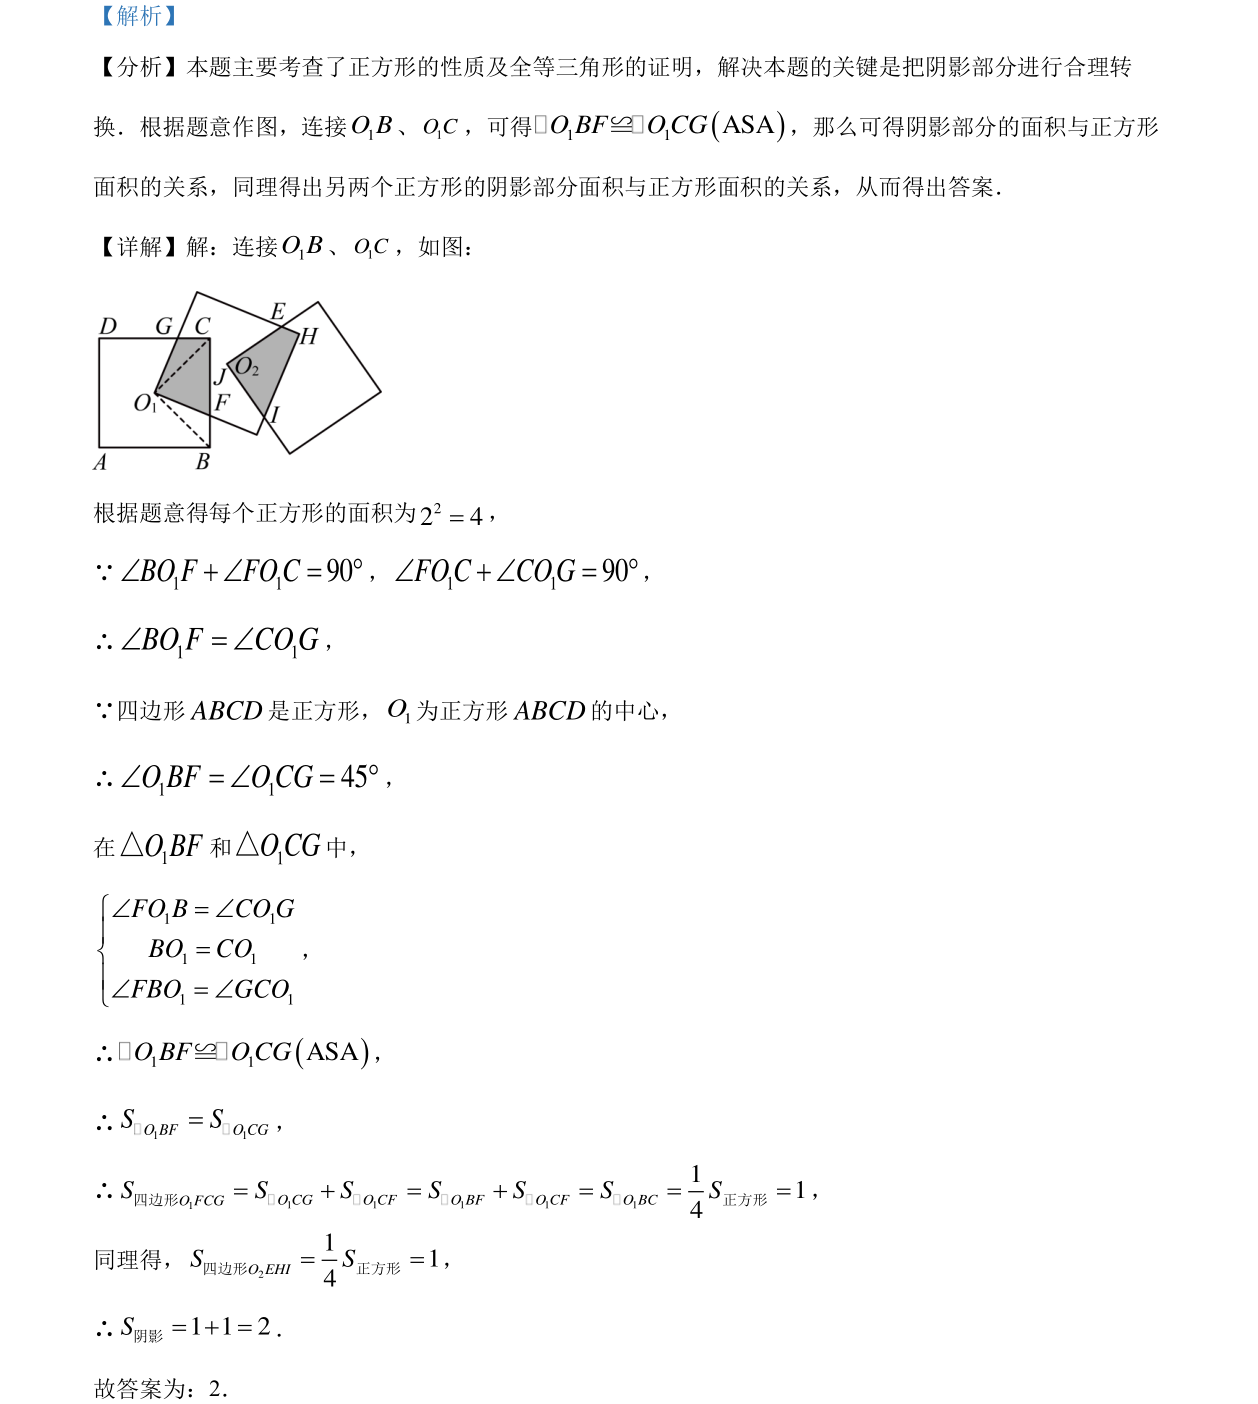 【解析】
【分析】本题主要考查了正方形的性质及全等三角形的证明，解决本题的关键是把阴影部分进行合理转
换．根据题意作图，连接O₁B、O₁C，可得□O₁BF≌□O₁CG(ASA)，那么可得阴影部分的面积与正方形
面积的关系，同理得出另两个正方形的阴影部分面积与正方形面积的关系，从而得出答案．
【详解】解：连接O₁B、O₁C，如图：
E
D G C H
O₂
J
O₁ F I
A B
根据题意得每个正方形的面积为2²=4，
∵∠BO₁F+∠FO₁C=90°，∠FO₁C+∠CO₁G=90°，
∴∠BO₁F=∠CO₁G，
∵四边形ABCD是正方形，O₁为正方形ABCD的中心，
∴∠O₁BF=∠O₁CG=45°，
在△O₁BF和△O₁CG中，
∠FO₁B=∠CO₁G
BO₁=CO₁ ，
∠FBO₁=∠GCO₁
∴□O₁BF≌□O₁CG(ASA)，
∴S□O₁BF=S□O₁CG，
∴S四边形O₁FCG=S□O₁CG+S□O₁CF=S□O₁BF+S□O₁CF=S□O₁BC=1/4S正方形=1，
同理得，S四边形O₂EHI=1/4S正方形=1，
∴S阴影=1+1=2．
故答案为：2．